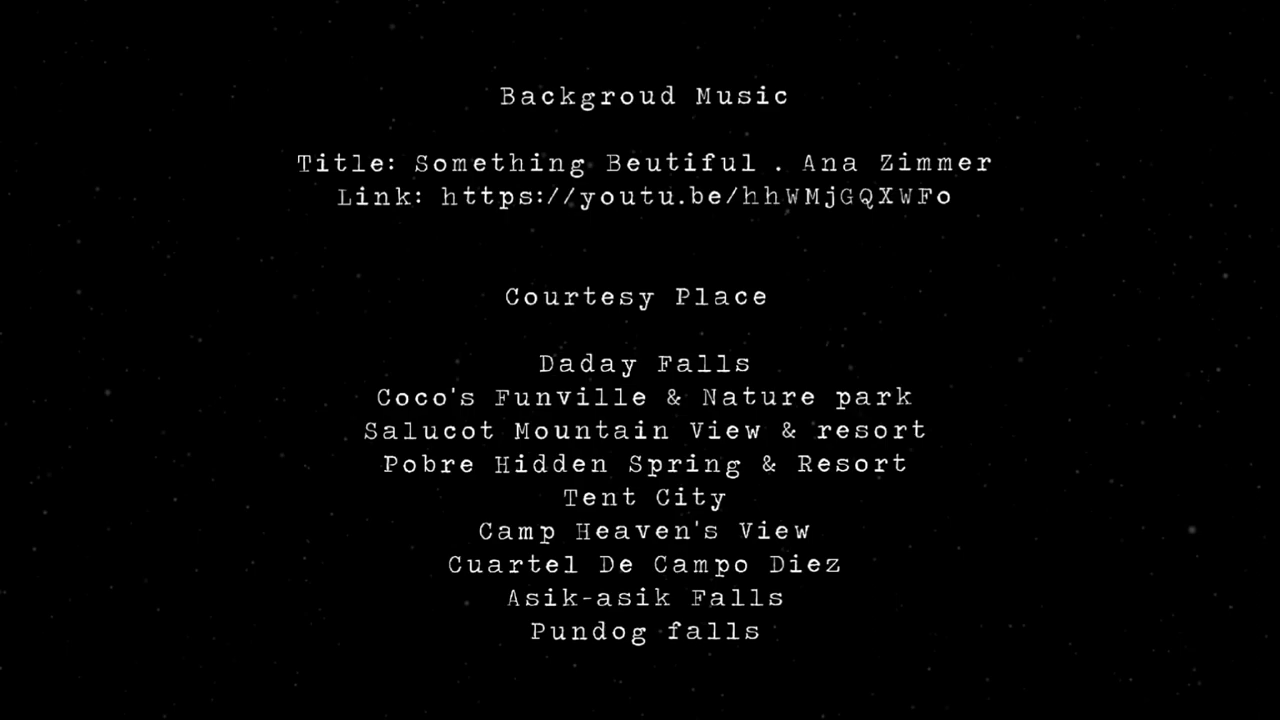 Backgroud Music
Title: Something Beutiful . Ana Zimmer
Link: https://youtu.be/hhWMjGQXWFo
Courtesy Place
Daday Falls
Coco's Funville & Nature park
Salucot Mountain View & resort
Pobre Hidden Spring & Resort
Tent City
Camp Heaven's View
Cuartel De Campo Diez
Asik-asik Falls
Pundog falls